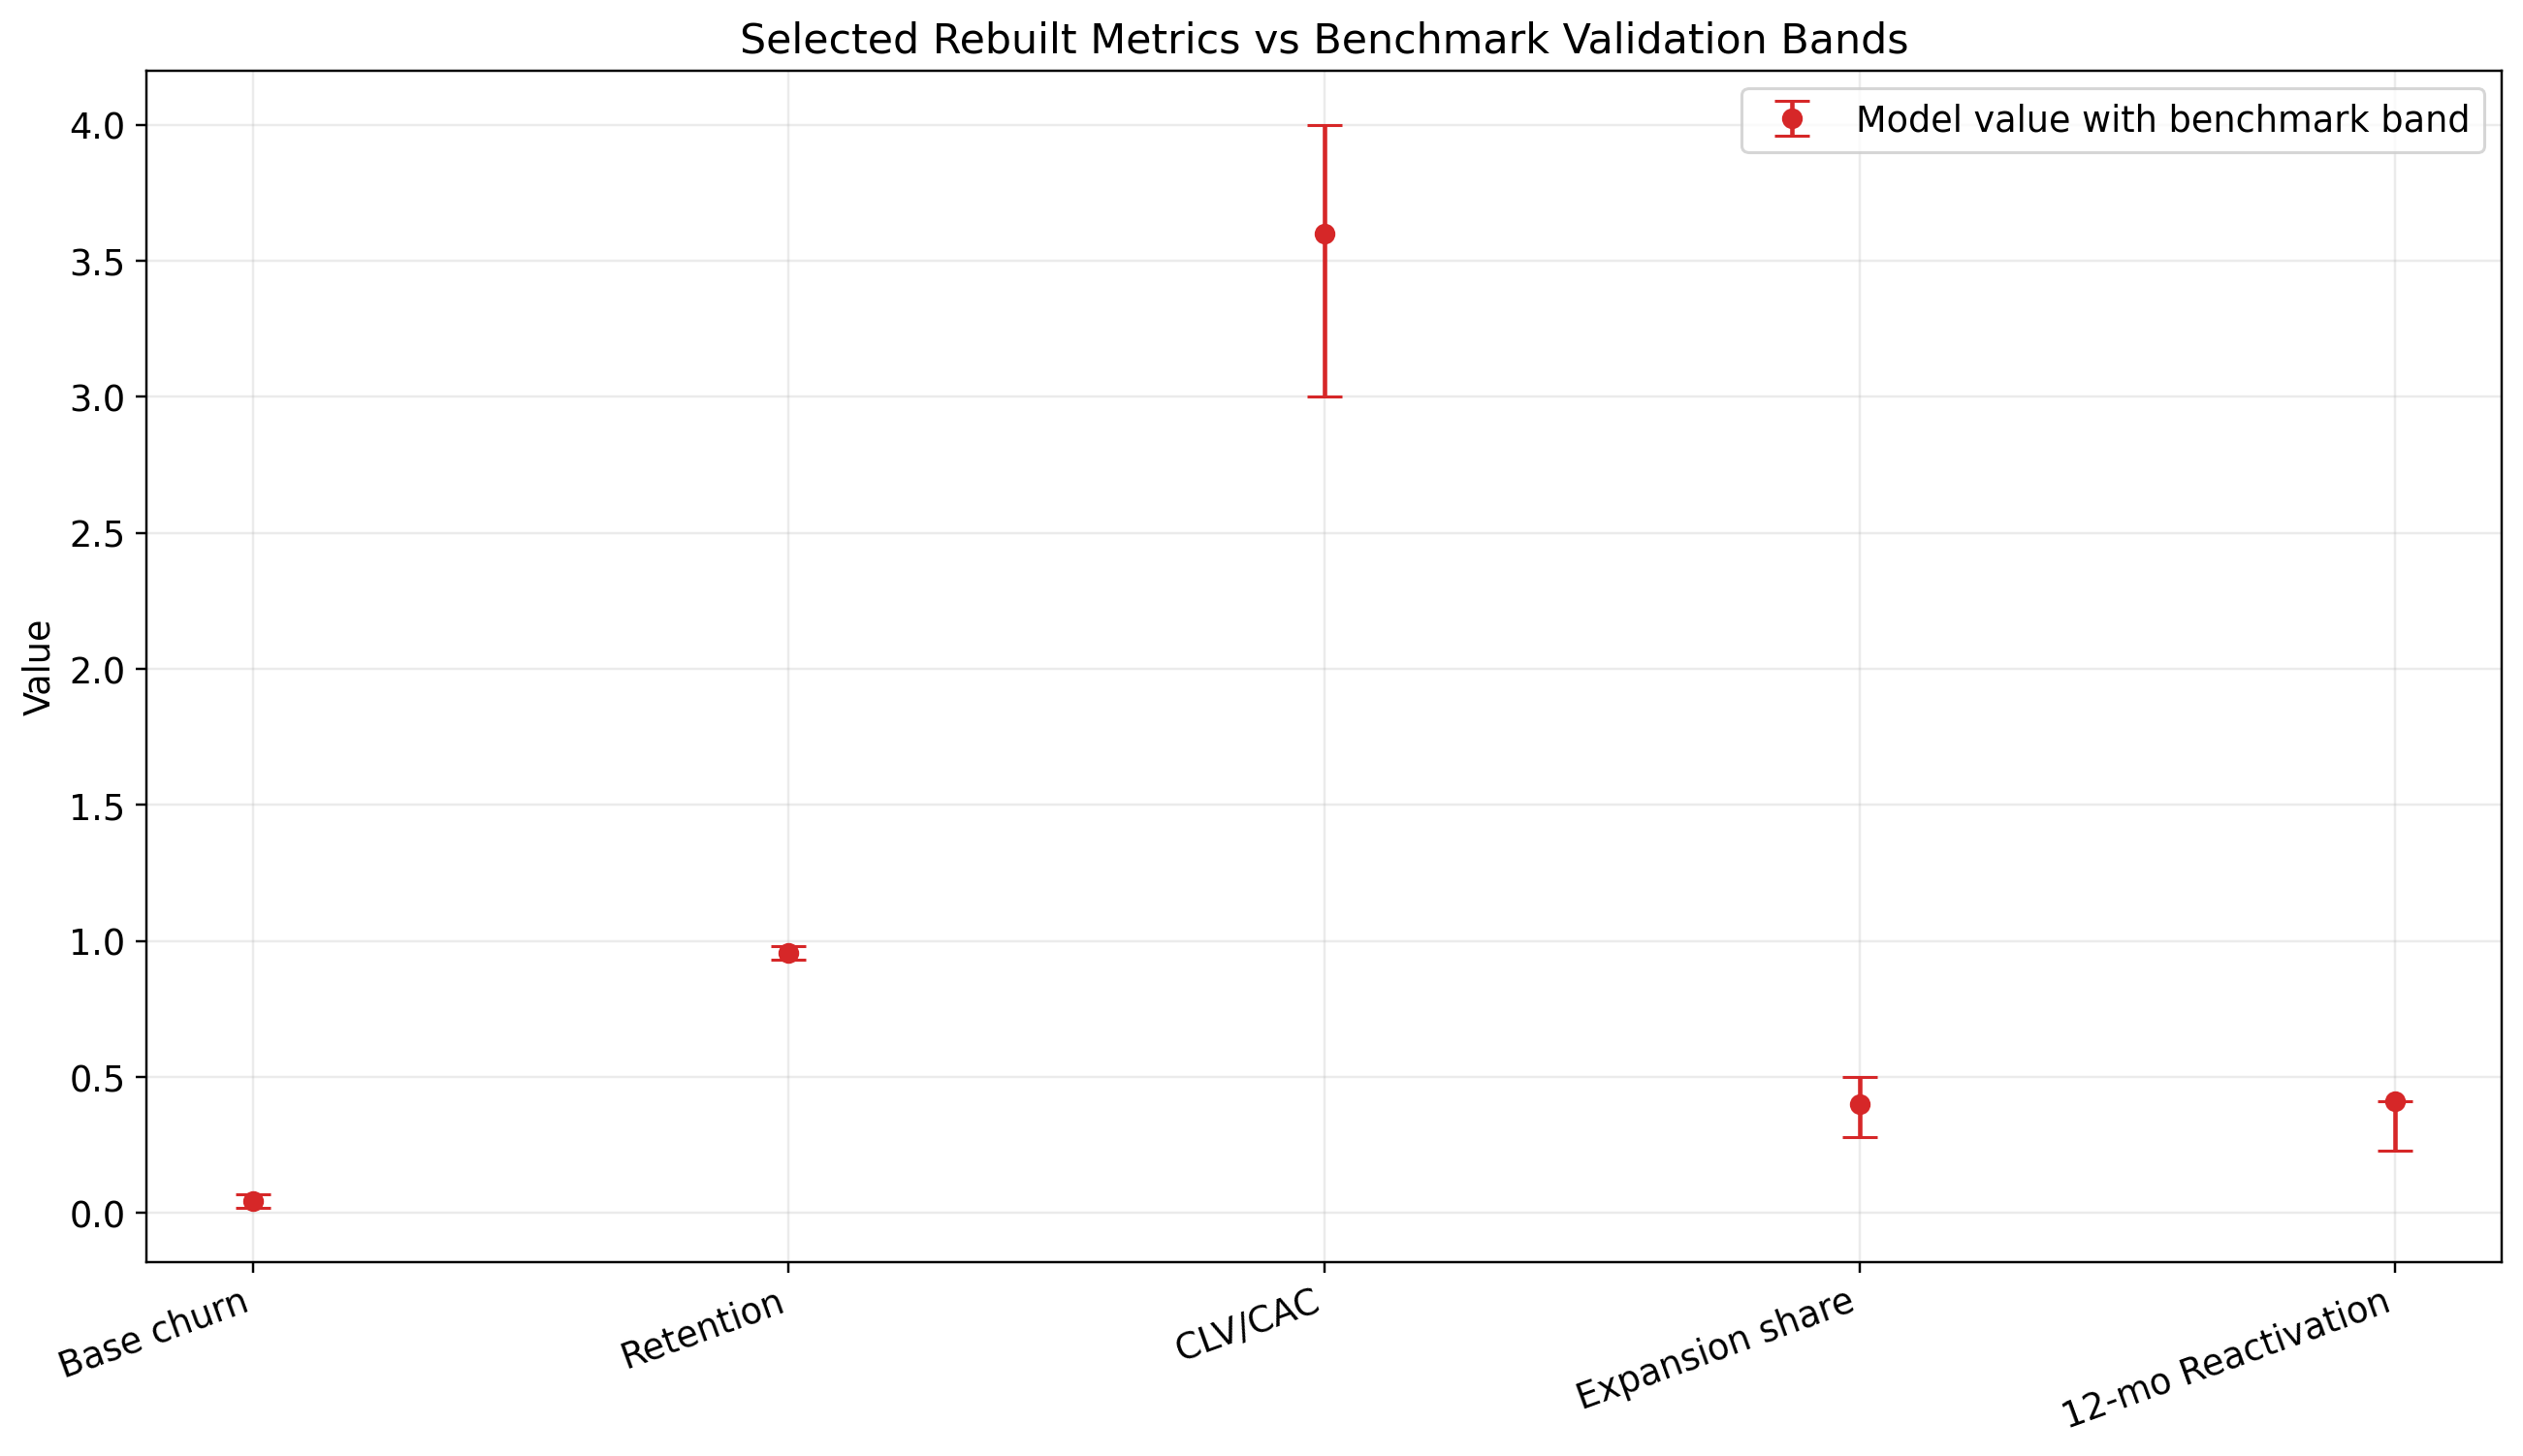 Selected Rebuilt Metrics vs Benchmark Validation Bands
Model value with benchmark band
Value
4.0
3.5
3.0
2.5
2.0
1.5
1.0
0.5
0.0
Base churn
Retention
CLV/CAC
Expansion share
12-mo Reactivation